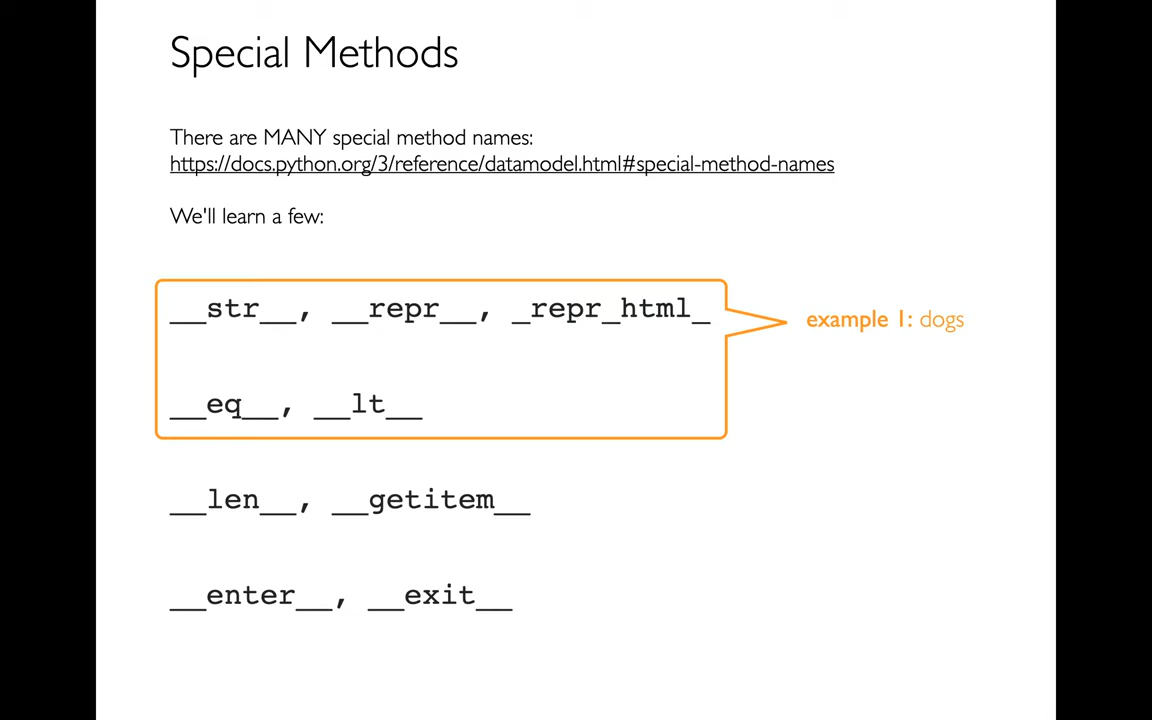 Special Methods
There are MANY special method names:
https://docs.python.org/3/reference/datamodel.html#special-method-names
We'll learn a few:
__str__, __repr__, _repr_html_
example 1: dogs
__eq__, __lt__
__len__, __getitem__
__enter__, __exit__